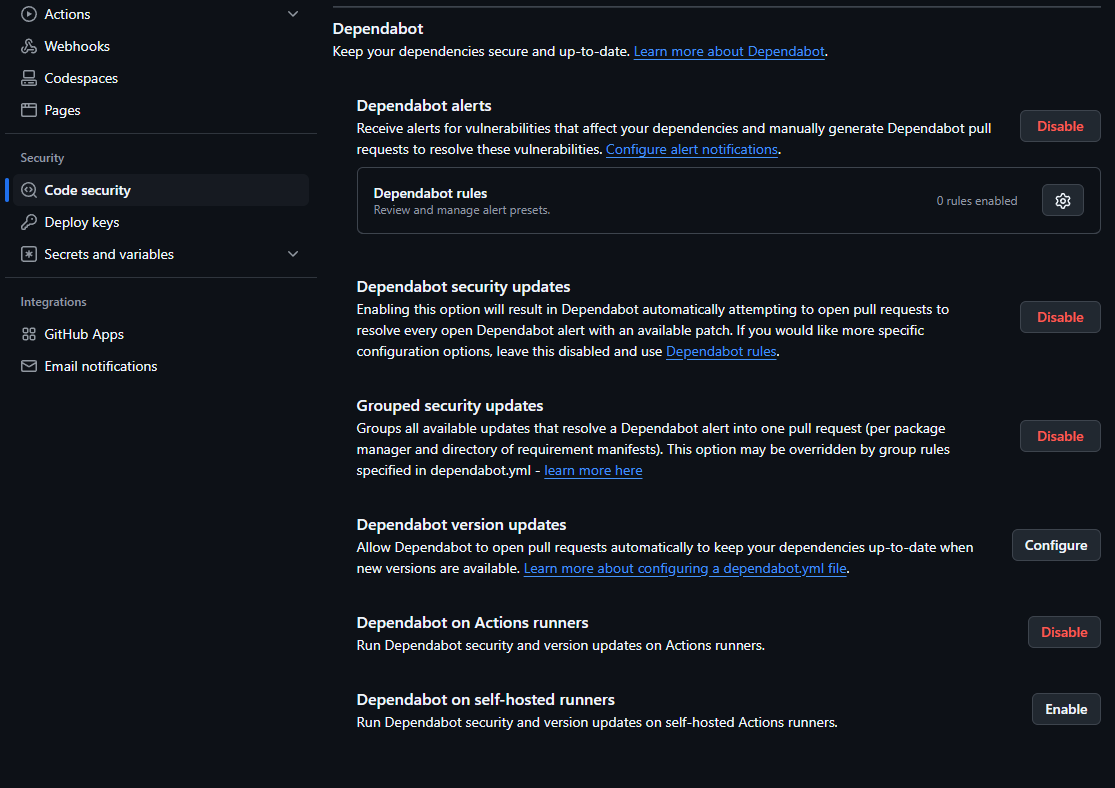 Actions
Webhooks
Codespaces
Pages
Security
Code security
Deploy keys
Secrets and variables
Integrations
GitHub Apps
Email notifications
Dependabot
Keep your dependencies secure and up-to-date. Learn more about Dependabot.
Dependabot alerts
Receive alerts for vulnerabilities that affect your dependencies and manually generate Dependabot pull
requests to resolve these vulnerabilities. Configure alert notifications.
Disable
Dependabot rules
Review and manage alert presets.
0 rules enabled
Dependabot security updates
Enabling this option will result in Dependabot automatically attempting to open pull requests to
resolve every open Dependabot alert with an available patch. If you would like more specific
configuration options, leave this disabled and use Dependabot rules.
Disable
Grouped security updates
Groups all available updates that resolve a Dependabot alert into one pull request (per package
manager and directory of requirement manifests). This option may be overridden by group rules
specified in dependabot.yml - learn more here
Disable
Dependabot version updates
Allow Dependabot to open pull requests automatically to keep your dependencies up-to-date when
new versions are available. Learn more about configuring a dependabot.yml file.
Configure
Dependabot on Actions runners
Run Dependabot security and version updates on Actions runners.
Disable
Dependabot on self-hosted runners
Run Dependabot security and version updates on self-hosted Actions runners.
Enable